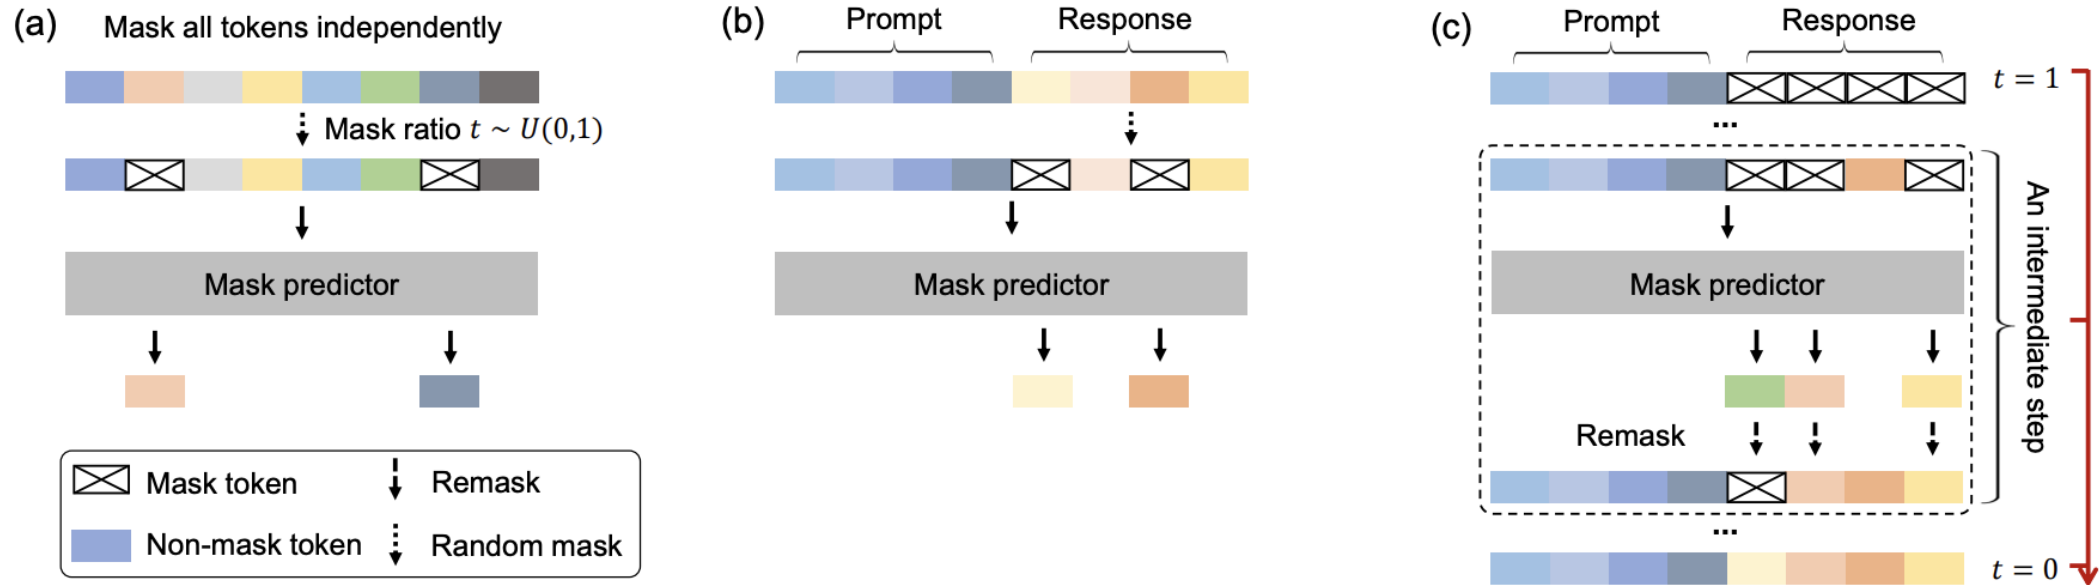 (a) Mask all tokens independently
Mask ratio t ~ U(0,1)
Mask predictor
Mask token
Remask
Non-mask token
Random mask
(b) Prompt Response
Mask predictor
(c) Prompt Response
t = 1
...
Mask predictor
Remask
An intermediate step
...
t = 0